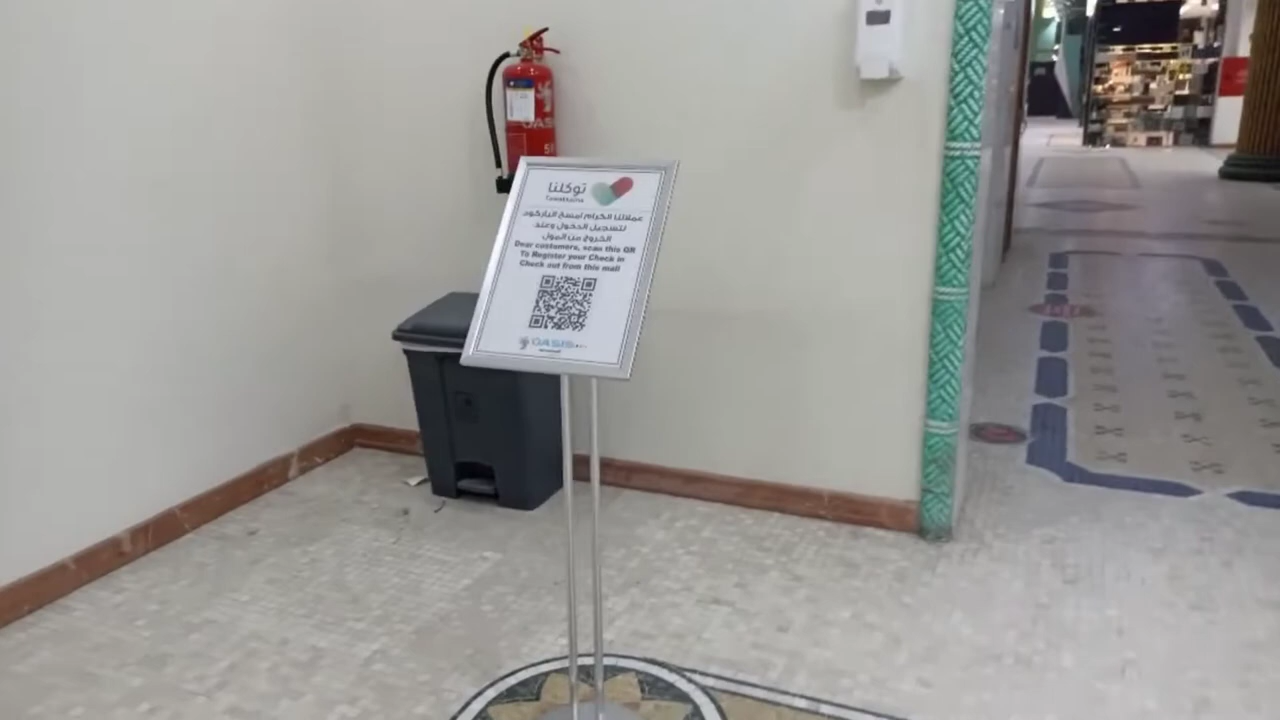 توكلنا
Tawakkalna
عملائنا الكرام امسح الباركود
لتسجيل الدخول وعند
الخروج من المول
Dear customers, scan this QR
To Register your Check in
Check out from this mall
OASIS
OASIS